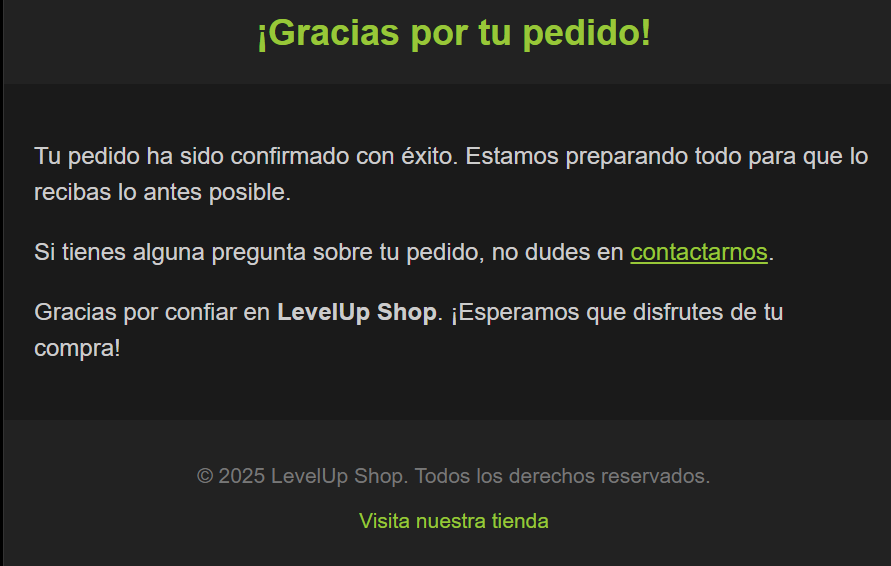 ¡Gracias por tu pedido!
Tu pedido ha sido confirmado con éxito. Estamos preparando todo para que lo
recibas lo antes posible.
Si tienes alguna pregunta sobre tu pedido, no dudes en contactarnos.
Gracias por confiar en LevelUp Shop. ¡Esperamos que disfrutes de tu
compra!
© 2025 LevelUp Shop. Todos los derechos reservados.
Visita nuestra tienda